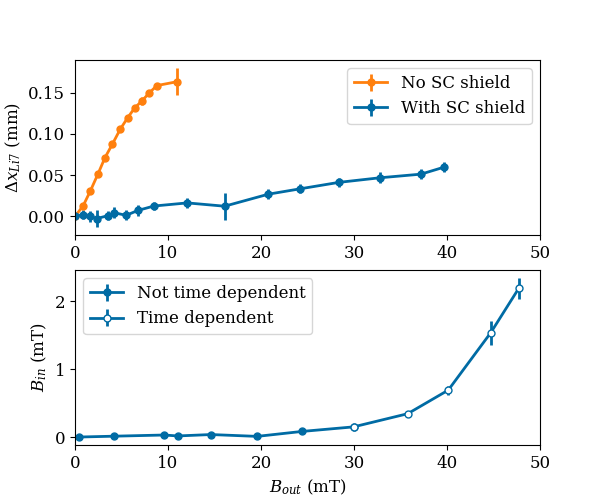 No SC shield
With SC shield
0.15
0.10
0.05
0.00
Δx_Li7 (mm)
0 10 20 30 40 50
Not time dependent
Time dependent
2
1
0
B_in (mT)
0 10 20 30 40 50
B_out (mT)